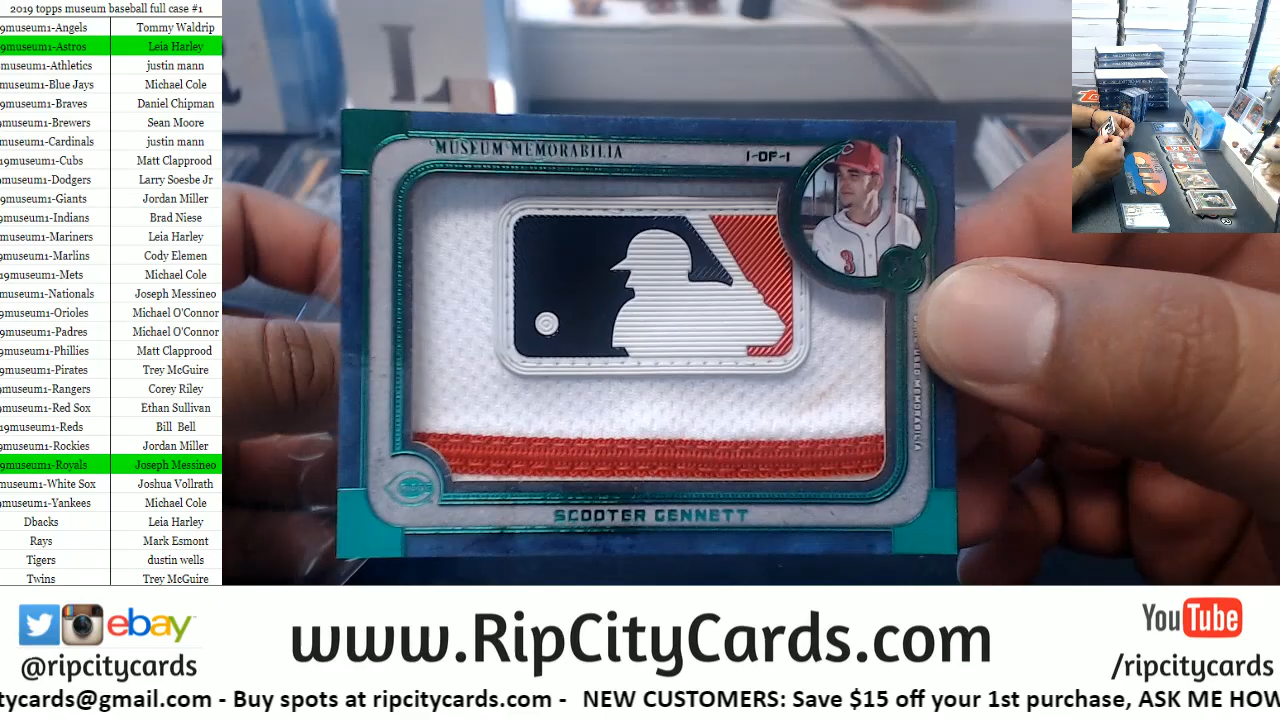 2019 topps museum baseball full case #1
9museum1-Angels Tommy Waldrip
9museum1-Astros Leia Harley
museum1-Athletics justin mann
museum1-Blue Jays Michael Cole
9museum1-Braves Daniel Chipman
museum1-Brewers Sean Moore
museum1-Cardinals justin mann
19museum1-Cubs Matt Clapprood
9museum1-Dodgers Larry Soesbe Jr
9museum1-Giants Jordan Miller
9museum1-Indians Brad Niese
museum1-Mariners Leia Harley
museum1-Marlins Cody Elemen
19museum1-Mets Michael Cole
museum1-Nationals Joseph Messineo
museum1-Orioles Michael O'Connor
9museum1-Padres Michael O'Connor
museum1-Phillies Matt Clapprood
museum1-Pirates Trey McGuire
museum1-Rangers Corey Riley
museum1-Red Sox Ethan Sullivan
9museum1-Reds Bill Bell
museum1-Rockies Jordan Miller
9museum1-Royals Joseph Messineo
museum1-White Sox Joshua Vollrath
9museum1-Yankees Michael Cole
Dbacks Leia Harley
Rays Mark Esmont
Tigers dustin wells
Twins Trey McGuire
MUSEUM MEMORABILIA
1-OF-1
3
MEMORABILIA
REDS
SCOOTER GENNETT
ebay
@ripcitycards
www.RipCityCards.com
YouTube
/ripcitycards
tycards@gmail.com - Buy spots at ripcitycards.com - NEW CUSTOMERS: Save $15 off your 1st purchase, ASK ME HOW